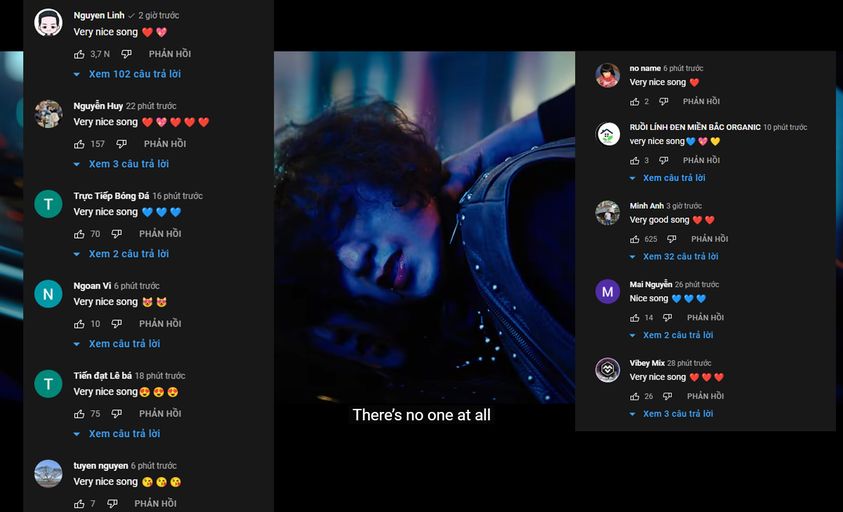 Nguyen Linh 2 giờ trước
Very nice song ❤️ 💖
3,7 N PHẢN HỒI
Xem 102 câu trả lời
Nguyễn Huy 22 phút trước
Very nice song ❤️ 💖 ❤️ ❤️ ❤️
157 PHẢN HỒI
Xem 3 câu trả lời
T
Trực Tiếp Bóng Đá 16 phút trước
Very nice song 💙 💙 💙
70 PHẢN HỒI
Xem 2 câu trả lời
N
Ngoan Vi 6 phút trước
Very nice song 😻 😻
10 PHẢN HỒI
Xem câu trả lời
T
Tiến đạt Lê bá 18 phút trước
Very nice song😍 😍 😍
75 PHẢN HỒI
Xem câu trả lời
tuyen nguyen 6 phút trước
Very nice song 😘 😘 😘
7 PHẢN HỒI
There's no one at all
no name 6 phút trước
Very nice song ❤️
2 PHẢN HỒI
RUỒI LÍNH ĐEN MIỀN BẮC ORGANIC 10 phút trước
very nice song💙 💖 💛
3 PHẢN HỒI
Xem câu trả lời
Minh Anh 3 giờ trước
Very good song ❤️ ❤️
625 PHẢN HỒI
Xem 32 câu trả lời
M
Mai Nguyễn 26 phút trước
Nice song 💙 💙 💙
14 PHẢN HỒI
Xem 2 câu trả lời
Vibey Mix 28 phút trước
Very nice song ❤️ ❤️ ❤️
26 PHẢN HỒI
Xem 3 câu trả lời